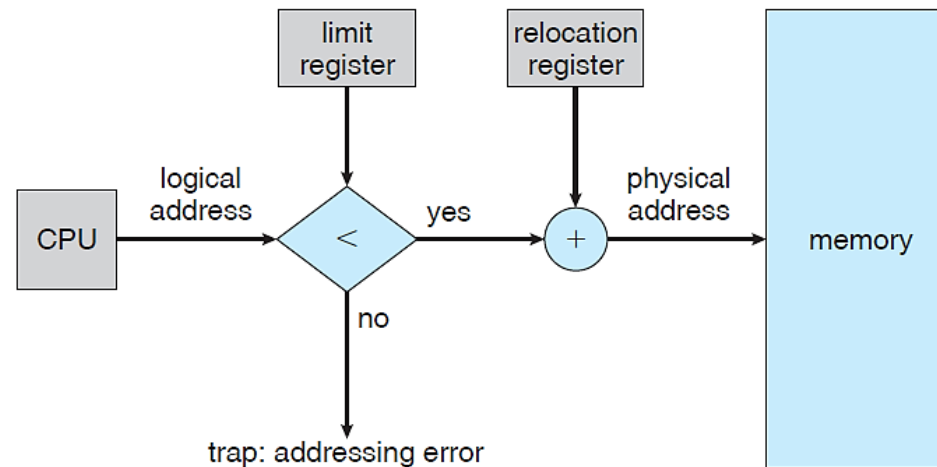 limit
register
relocation
register
logical
address
physical
address
CPU
<
yes
+
memory
no
trap: addressing error